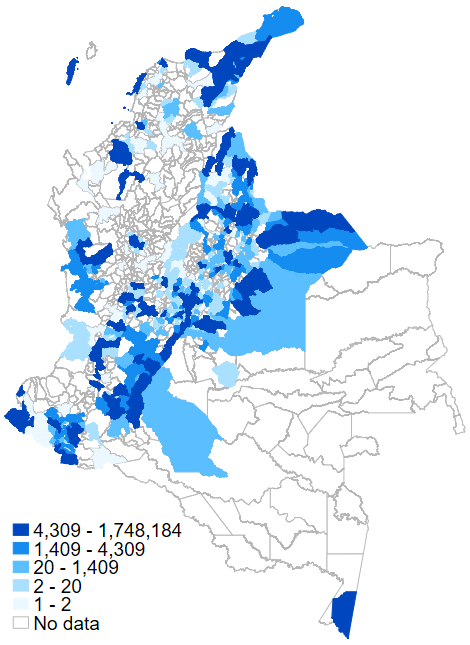 4,309 - 1,748,184
1,409 - 4,309
20 - 1,409
2 - 20
1 - 2
No data